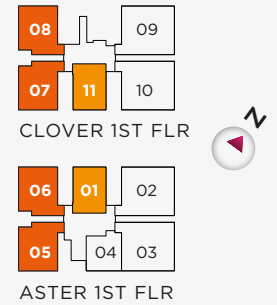 08 09
07 11 10
CLOVER 1ST FLR
N
06 01 02
05 04 03
ASTER 1ST FLR